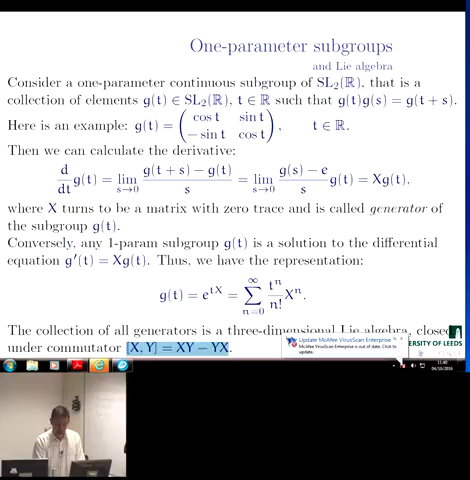 One-parameter subgroups
and Lie algebra
Consider a one-parameter continuous subgroup of SL₂(ℝ), that is a
collection of elements g(t) ∈ SL₂(ℝ), t ∈ ℝ such that g(t)g(s) = g(t + s).
Here is an example: g(t) = ( cos t sin t
− sin t cos t ), t ∈ ℝ.
Then we can calculate the derivative:
d/dt g(t) = lim s→0 g(t + s) − g(t) / s = lim s→0 g(s) − e / s g(t) = Xg(t),
where X turns to be a matrix with zero trace and is called generator of
the subgroup g(t).
Conversely, any 1-param subgroup g(t) is a solution to the differential
equation g′(t) = Xg(t). Thus, we have the representation:
g(t) = e^{tX} = ∑_{n=0}^{∞} t^n/n! X^n.
The collection of all generators is a three-dimensional Lie algebra, closed
under commutator [X, Y] = XY − YX.
Update McAfee VirusScan Enterprise
McAfee VirusScan Enterprise is out of date. Click to
update.
ERSITY OF LEEDS
11:40
04/10/2016